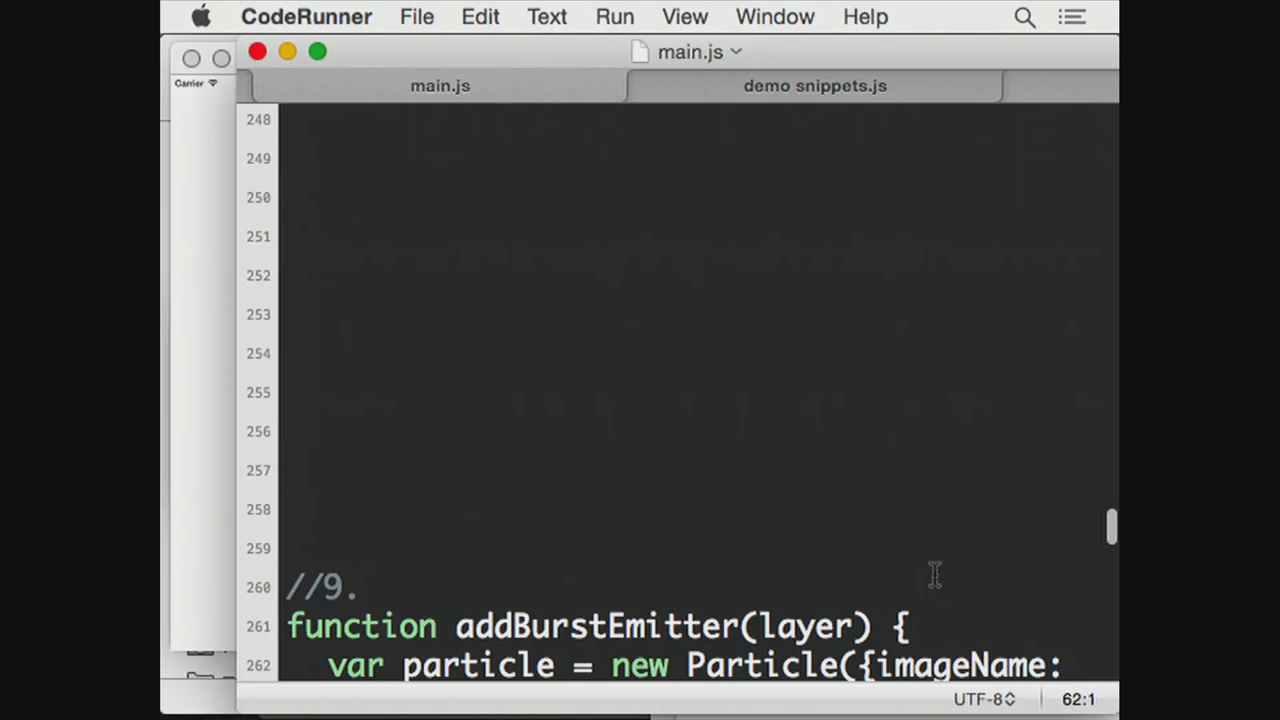 CodeRunner File Edit Text Run View Window Help
main.js
Carrier
main.js demo snippets.js
248
249
250
251
252
253
254
255
256
257
258
259
260 //9.
261 function addBurstEmitter(layer) {
262 var particle = new Particle({imageName:
UTF-8 62:1